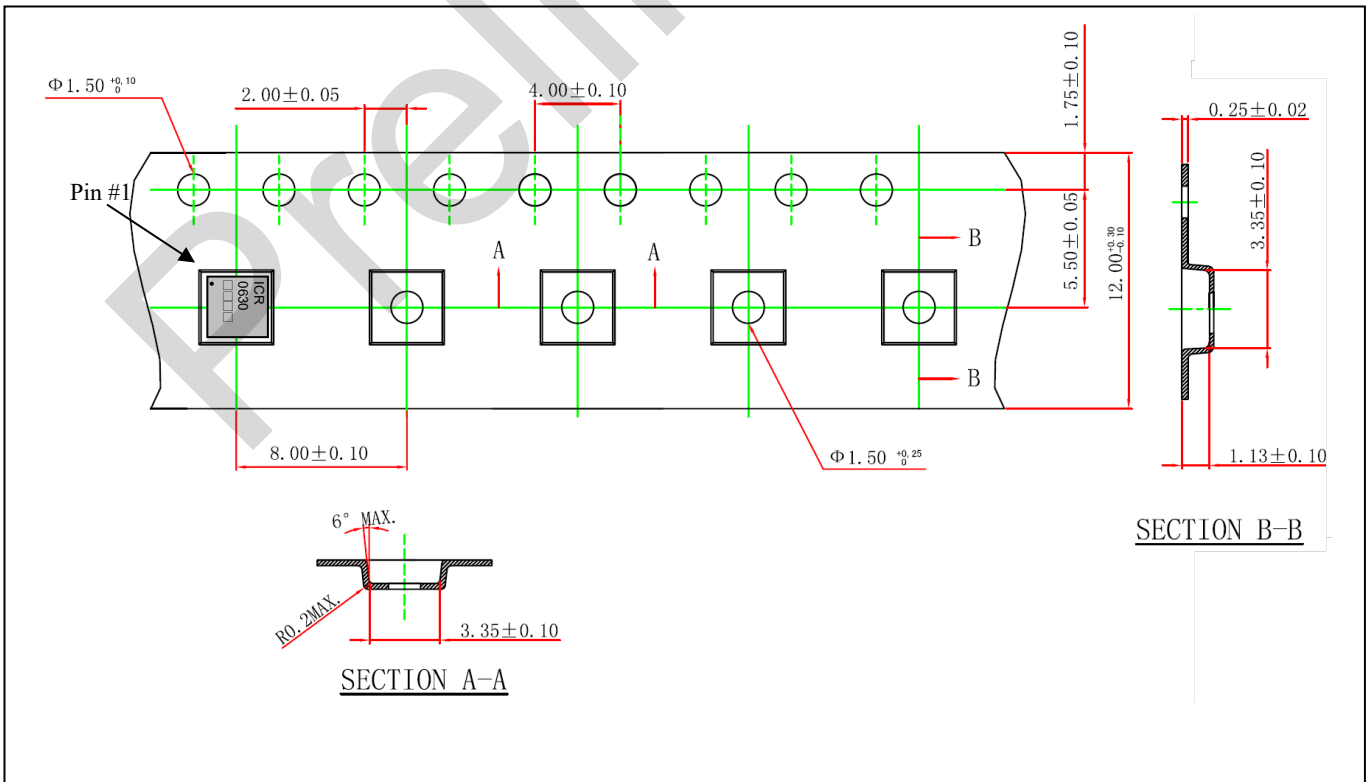 Preli
Φ1.50 +0.10 0
2.00±0.05
4.00±0.10
1.75±0.10
0.25±0.02
Pin #1
A
A
B
5.50±0.05
12.00 +0.30 -0.10
3.35±0.10
ICR
0630
B
8.00±0.10
Φ1.50 +0.25 0
1.13±0.10
SECTION B-B
6° MAX.
R0.2MAX.
3.35±0.10
SECTION A-A